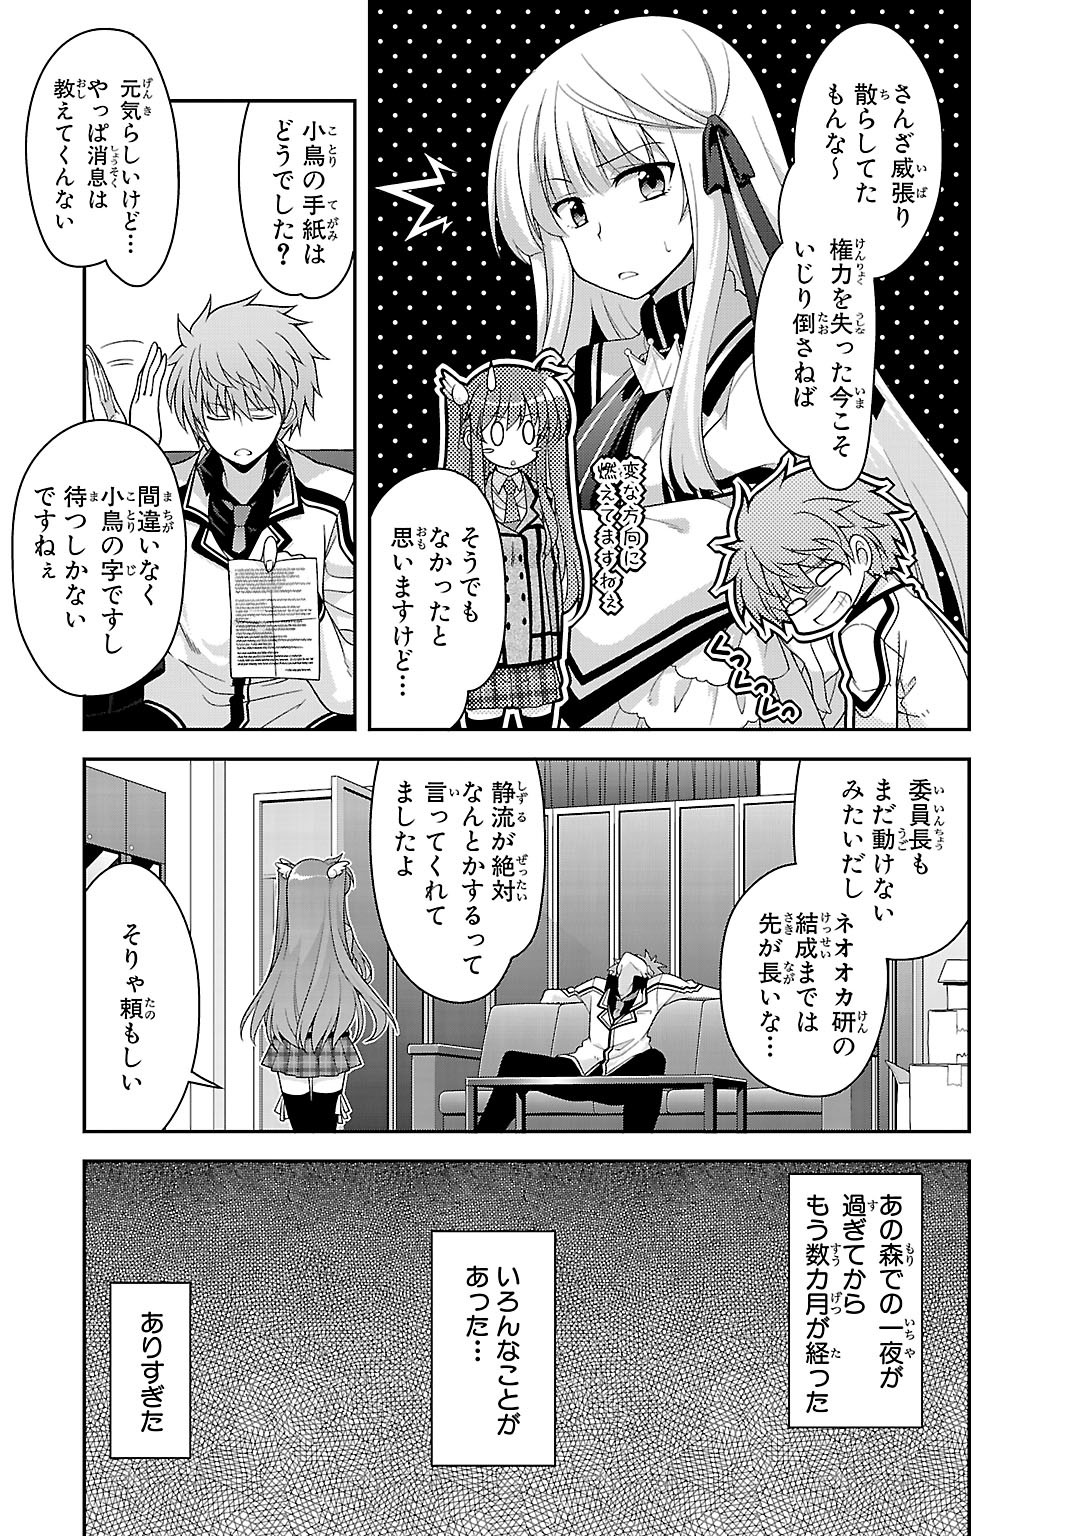 さんざ威張り
散らしてた
もんな～
権力を失った今こそ
いじり倒さねば
変な方向に
燃えてますねぇ
くっくっくっ
そうでも
なかったと
思いますけど…
小鳥の手紙は
どうでした？
元気らしいけど…
やっぱ消息は
教えてくんない
間違いなく
小鳥の字ですし
待つしかない
ですねぇ
委員長も
まだ動けない
みたいだし
ネオオカ研の
結成までは
先が長いな…
静流が絶対
なんとかするって
言ってくれて
ましたよ
そりゃ頼もしい
あの森での一夜が
過ぎてから
もう数カ月が経った
いろんなことが
あった…
ありすぎた